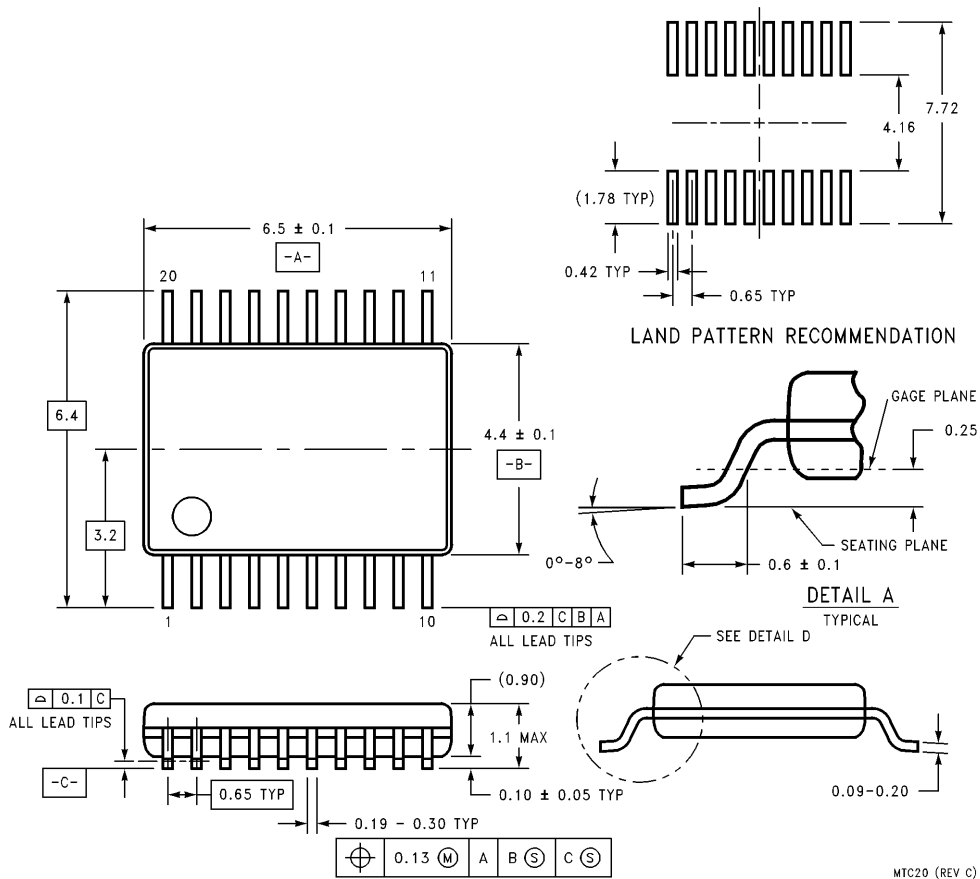 7.72
4.16
(1.78 TYP)
0.42 TYP
0.65 TYP
LAND PATTERN RECOMMENDATION
6.5 ± 0.1
-A-
20
11
6.4
4.4 ± 0.1
-B-
3.2
1
10
⌓ 0.2 C B A
ALL LEAD TIPS
GAGE PLANE
0.25
SEATING PLANE
0°-8°
0.6 ± 0.1
DETAIL A
TYPICAL
SEE DETAIL D
(0.90)
⌓ 0.1 C
ALL LEAD TIPS
1.1 MAX
-C-
0.65 TYP
0.10 ± 0.05 TYP
0.09-0.20
0.19 - 0.30 TYP
⌖ 0.13 Ⓜ A B Ⓢ C Ⓢ
MTC20 (REV C)